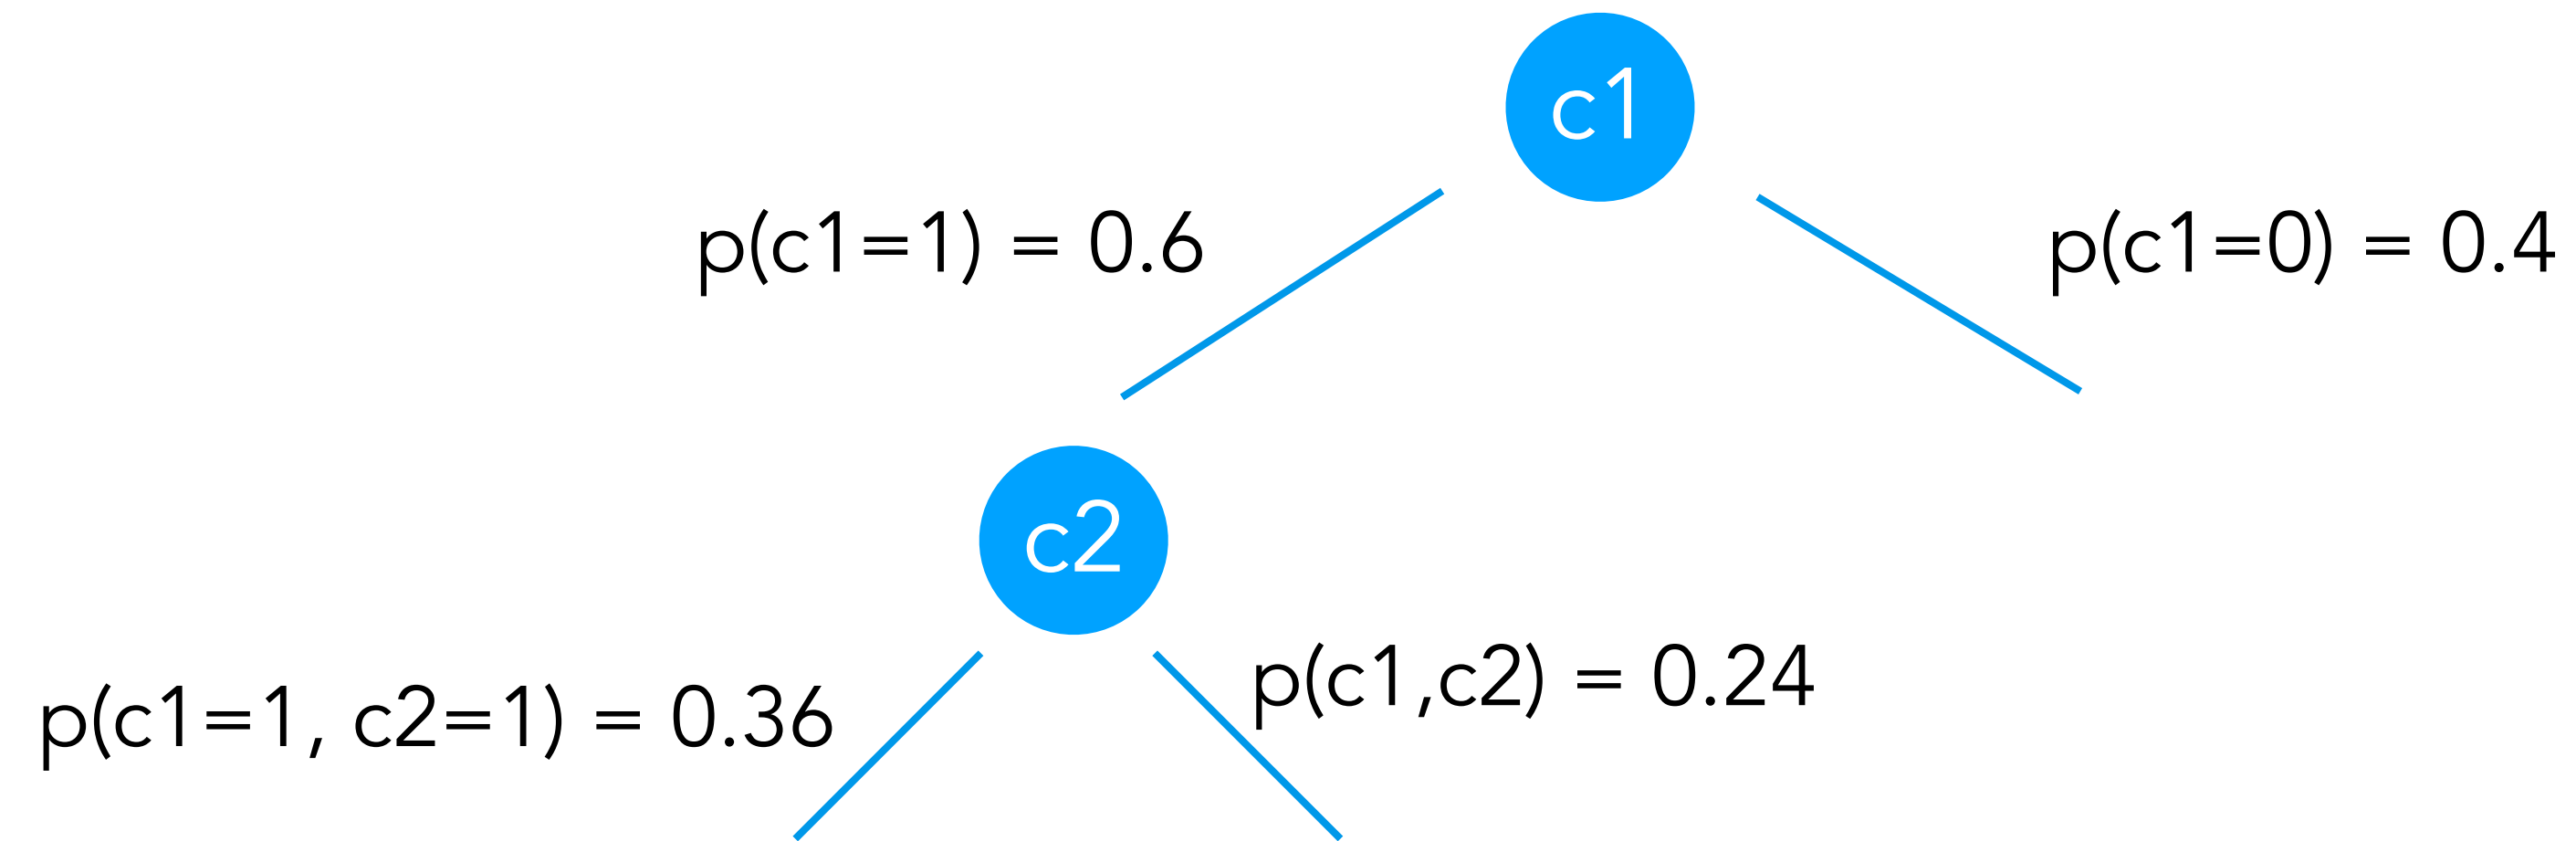 c1
p(c1=1) = 0.6
p(c1=0) = 0.4
c2
p(c1=1, c2=1) = 0.36
p(c1,c2) = 0.24